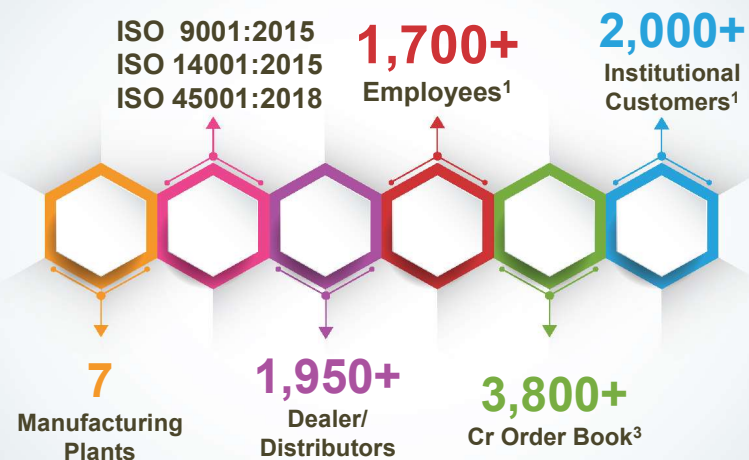 ISO 9001:2015
ISO 14001:2015
ISO 45001:2018
1,700+
Employees¹
2,000+
Institutional
Customers¹
7
Manufacturing
Plants
1,950+
Dealer/
Distributors
3,800+
Cr Order Book³